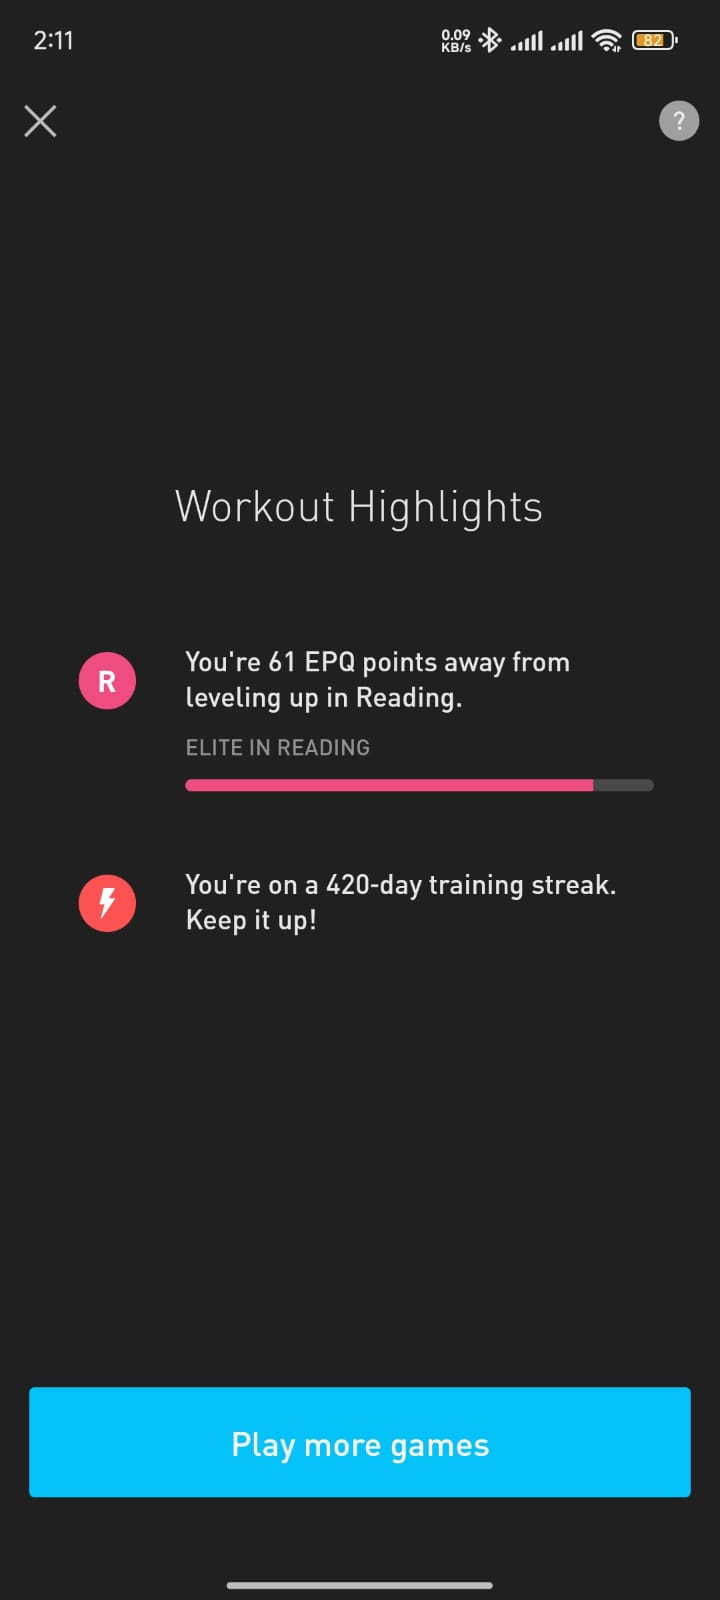 2:11
0.09
KB/s
82
?
Workout Highlights
R
You're 61 EPQ points away from
leveling up in Reading.
ELITE IN READING
You're on a 420-day training streak.
Keep it up!
Play more games